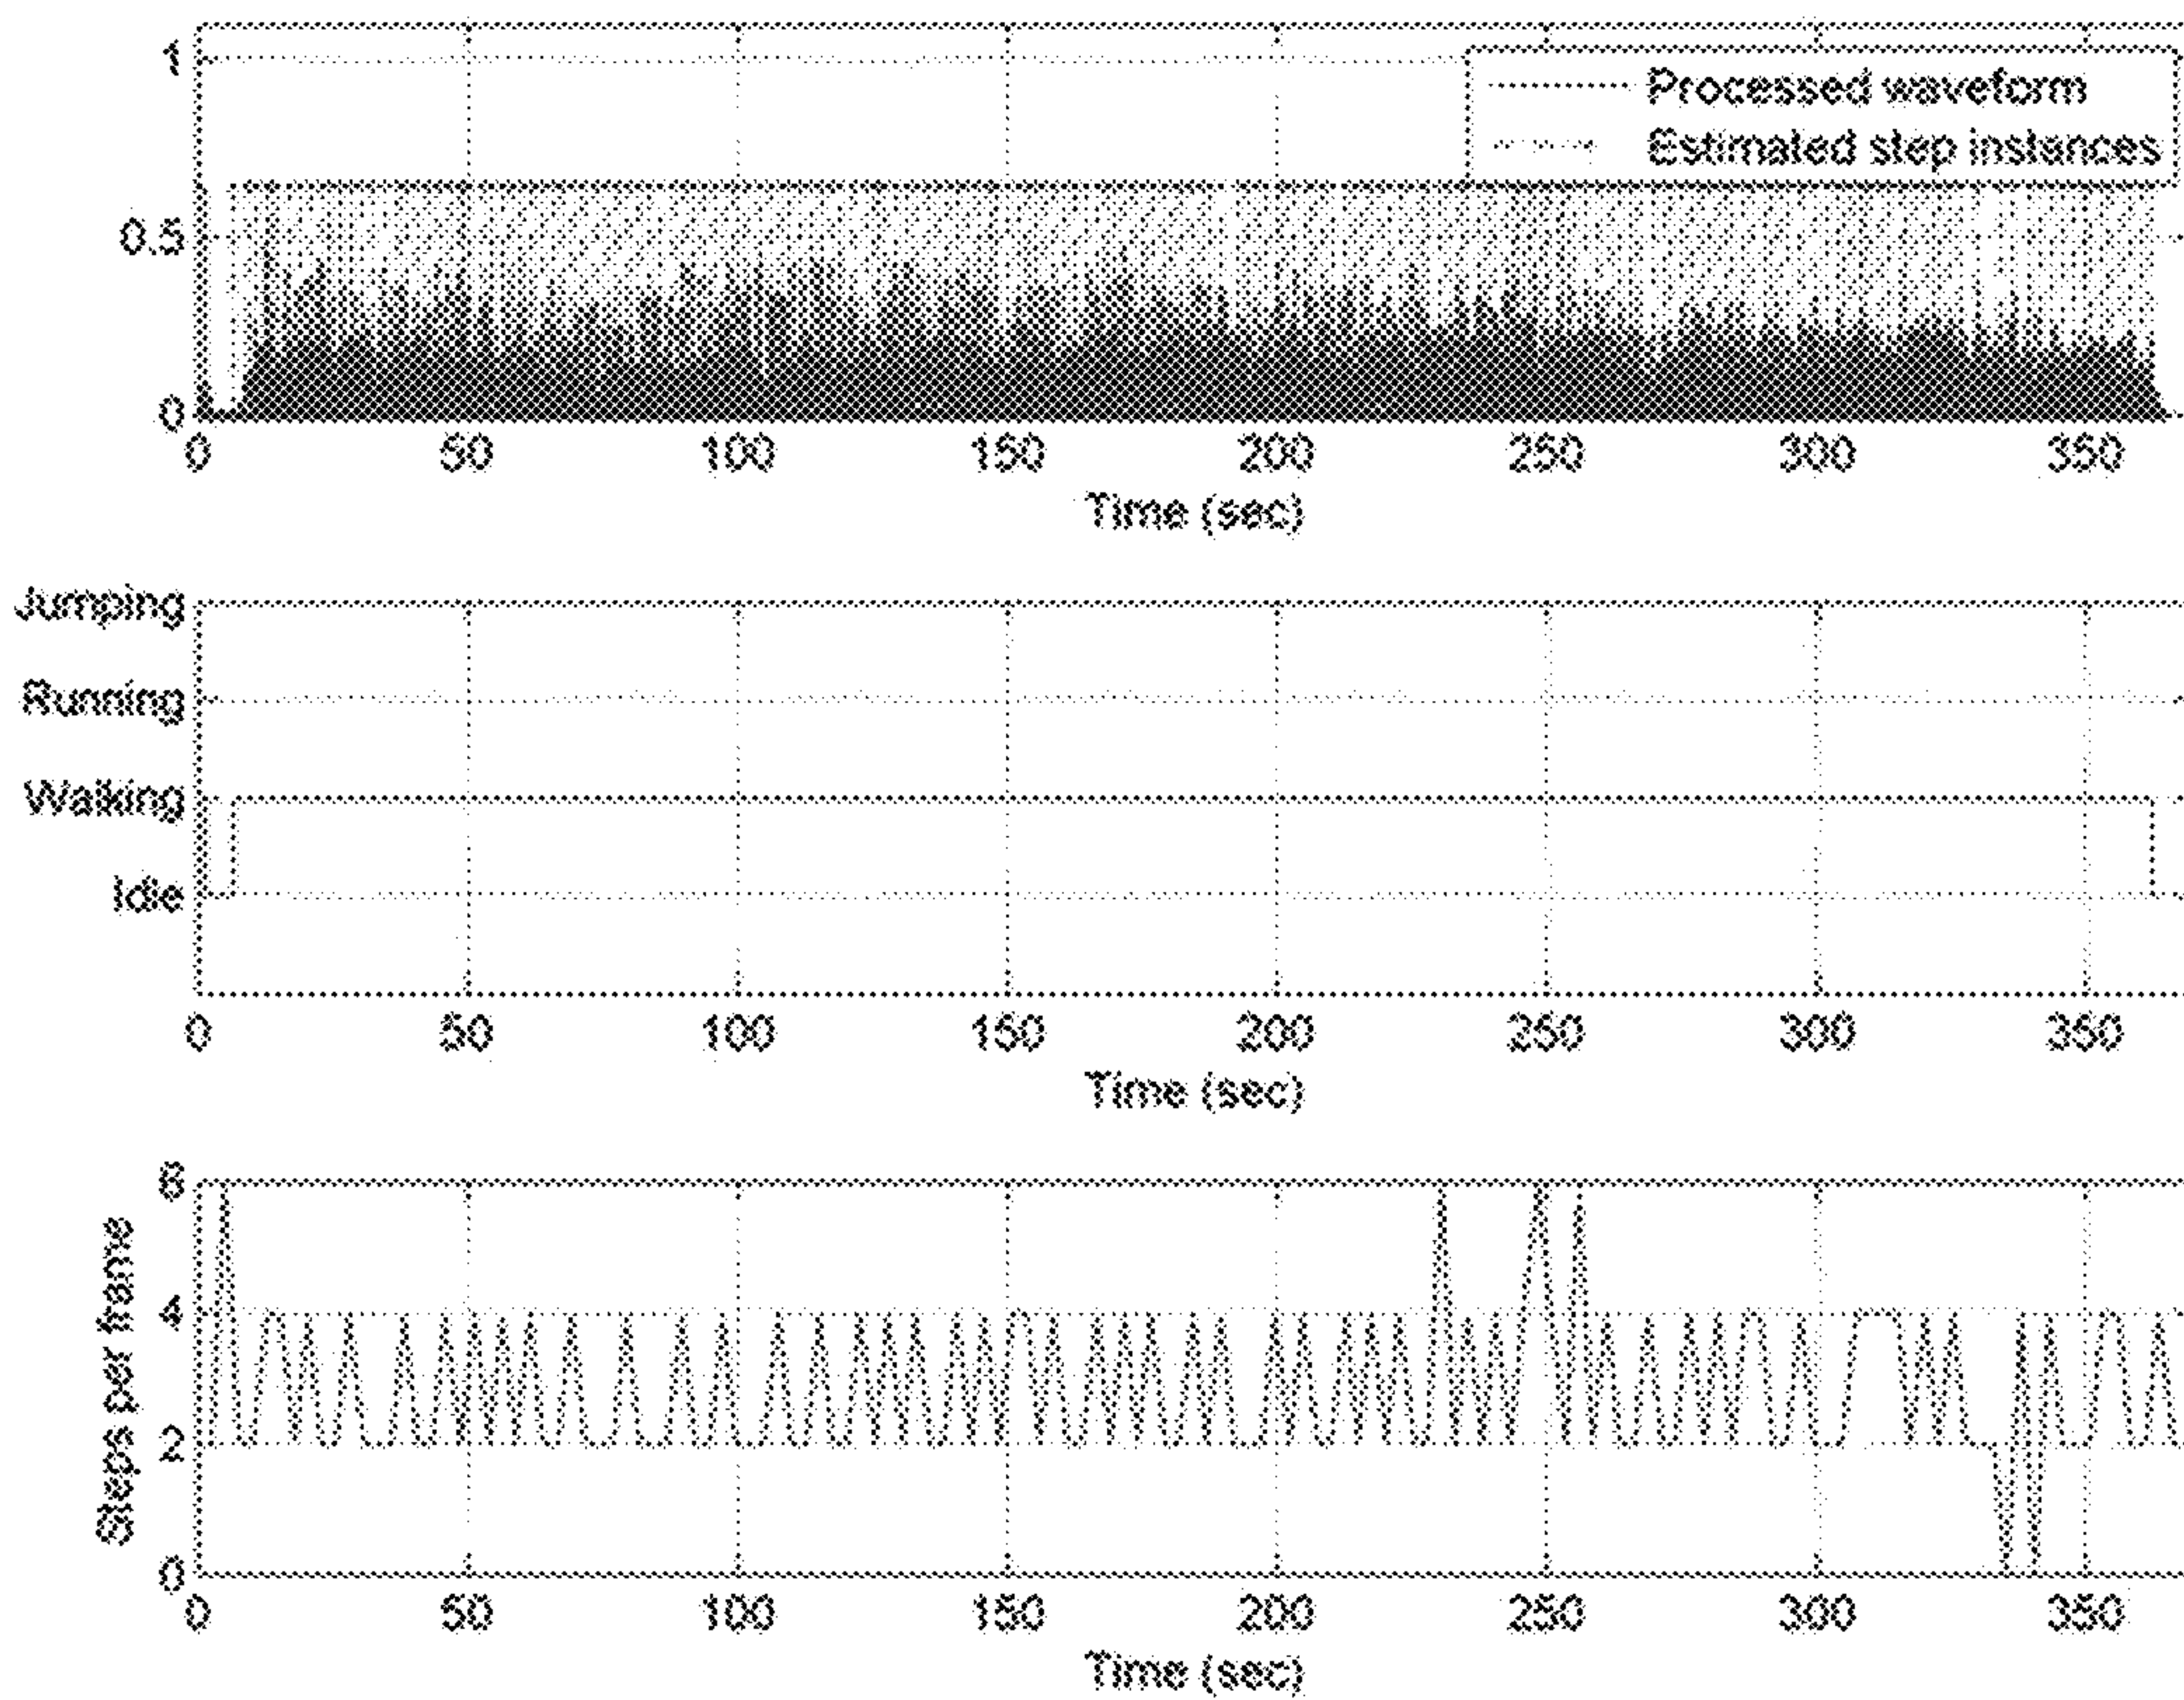 1
Processed waveform
Estimated step instances
0.5
0
0 50 100 150 200 250 300 350
Time (sec)
Jumping
Running
Walking
Idle
0 50 100 150 200 250 300 350
Time (sec)
6
4
2
0
Steps per frame
0 50 100 150 200 250 300 350
Time (sec)